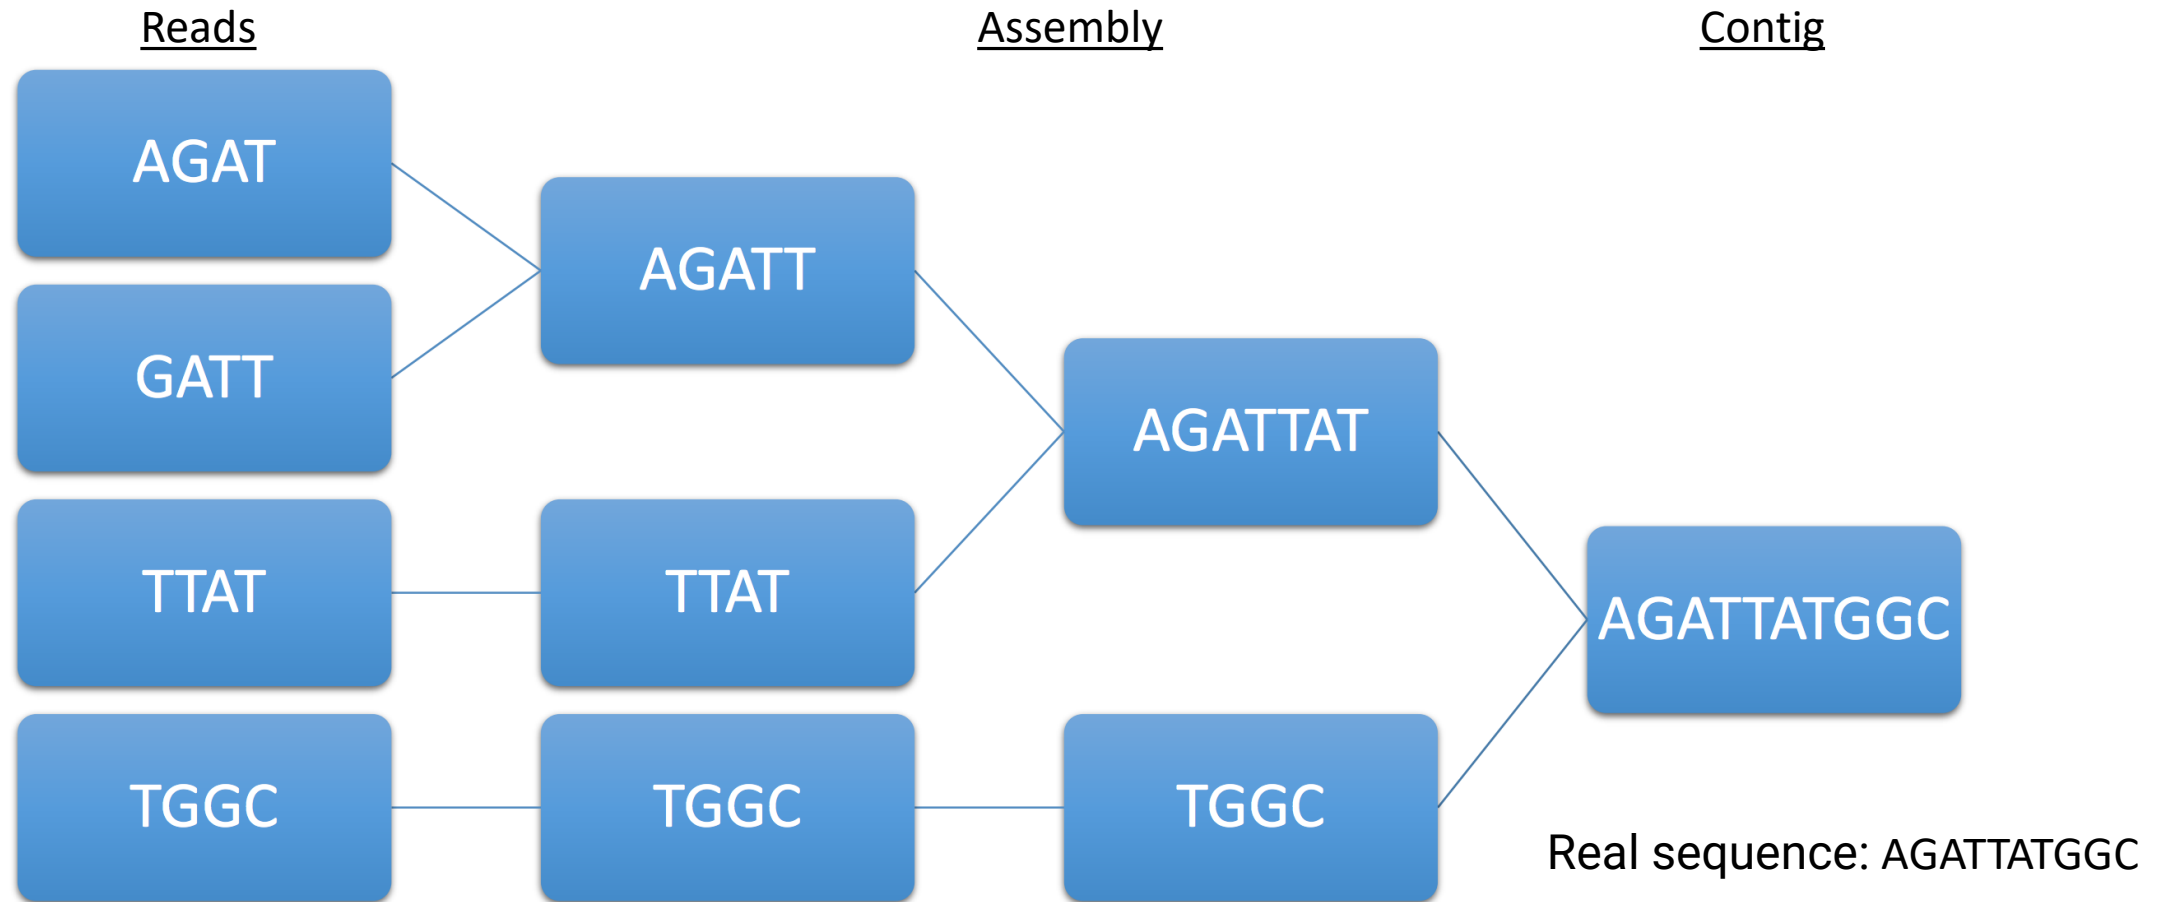 Reads
Assembly
Contig
AGAT
GATT
TTAT
TGGC
AGATT
TTAT
TGGC
AGATTAT
TGGC
AGATTATGGC
Real sequence: AGATTATGGC